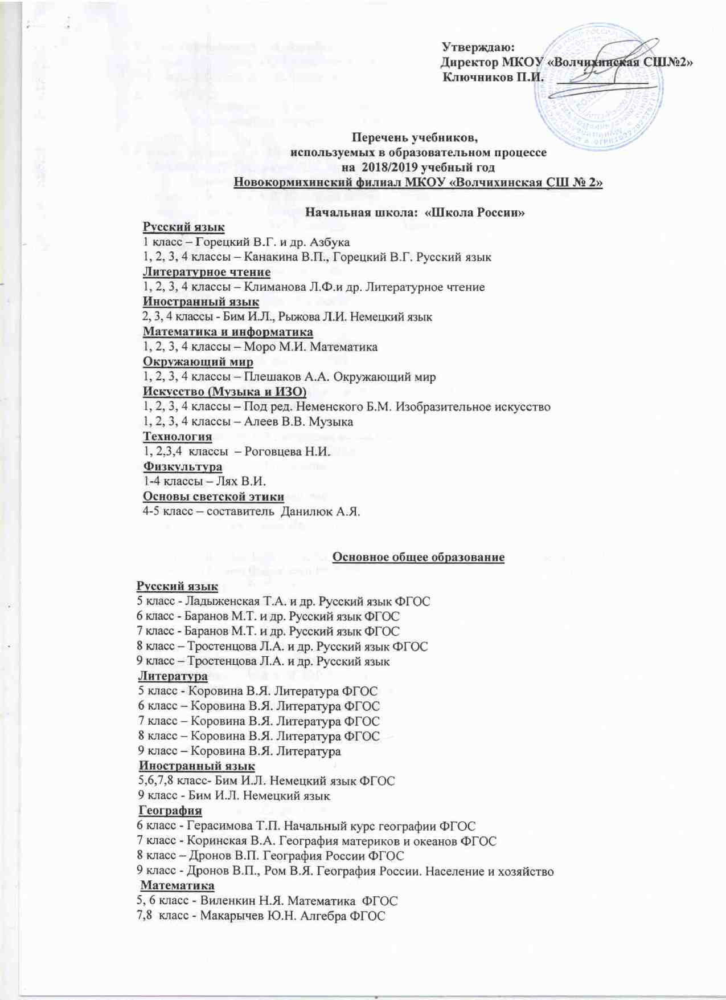 Утверждаю:
Директор МКОУ «Волчихинская СШ№2»
Ключников П.И.
Перечень учебников,
используемых в образовательном процессе
на 2018/2019 учебный год
Новокормихинский филиал МКОУ «Волчихинская СШ № 2»
Начальная школа: «Школа России»
Русский язык
1 класс – Горецкий В.Г. и др. Азбука
1, 2, 3, 4 классы – Канакина В.П., Горецкий В.Г. Русский язык
Литературное чтение
1, 2, 3, 4 классы – Климанова Л.Ф.и др. Литературное чтение
Иностранный язык
2, 3, 4 классы - Бим И.Л., Рыжова Л.И. Немецкий язык
Математика и информатика
1, 2, 3, 4 классы – Моро М.И. Математика
Окружающий мир
1, 2, 3, 4 классы – Плешаков А.А. Окружающий мир
Искусство (Музыка и ИЗО)
1, 2, 3, 4 классы – Под ред. Неменского Б.М. Изобразительное искусство
1, 2, 3, 4 классы – Алеев В.В. Музыка
Технология
1, 2,3,4 классы – Роговцева Н.И.
Физкультура
1-4 классы – Лях В.И.
Основы светской этики
4-5 класс – составитель Данилюк А.Я.
Основное общее образование
Русский язык
5 класс - Ладыженская Т.А. и др. Русский язык ФГОС
6 класс - Баранов М.Т. и др. Русский язык ФГОС
7 класс - Баранов М.Т. и др. Русский язык ФГОС
8 класс – Тростенцова Л.А. и др. Русский язык ФГОС
9 класс – Тростенцова Л.А. и др. Русский язык
Литература
5 класс - Коровина В.Я. Литература ФГОС
6 класс – Коровина В.Я. Литература ФГОС
7 класс – Коровина В.Я. Литература ФГОС
8 класс – Коровина В.Я. Литература ФГОС
9 класс – Коровина В.Я. Литература
Иностранный язык
5,6,7,8 класс- Бим И.Л. Немецкий язык ФГОС
9 класс - Бим И.Л. Немецкий язык
География
6 класс - Герасимова Т.П. Начальный курс географии ФГОС
7 класс - Коринская В.А. География материков и океанов ФГОС
8 класс – Дронов В.П. География России ФГОС
9 класс - Дронов В.П., Ром В.Я. География России. Население и хозяйство
Математика
5, 6 класс - Виленкин Н.Я. Математика ФГОС
7,8 класс - Макарычев Ю.Н. Алгебра ФГОС